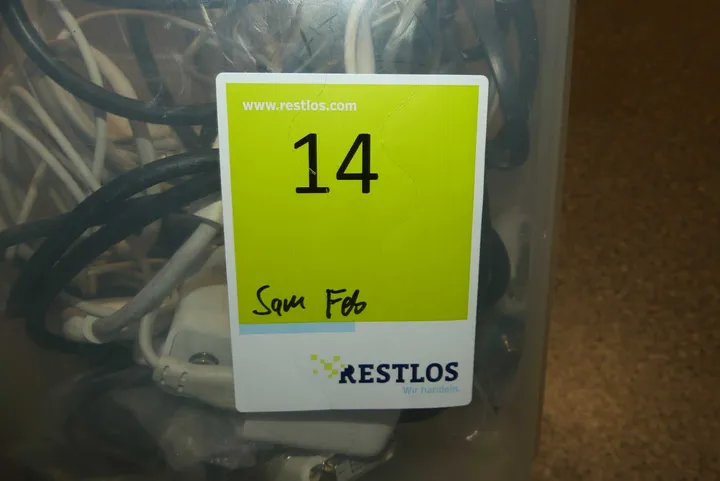 www.restlos.com
14
Sam Feb
RESTLOS
Wir handeln.